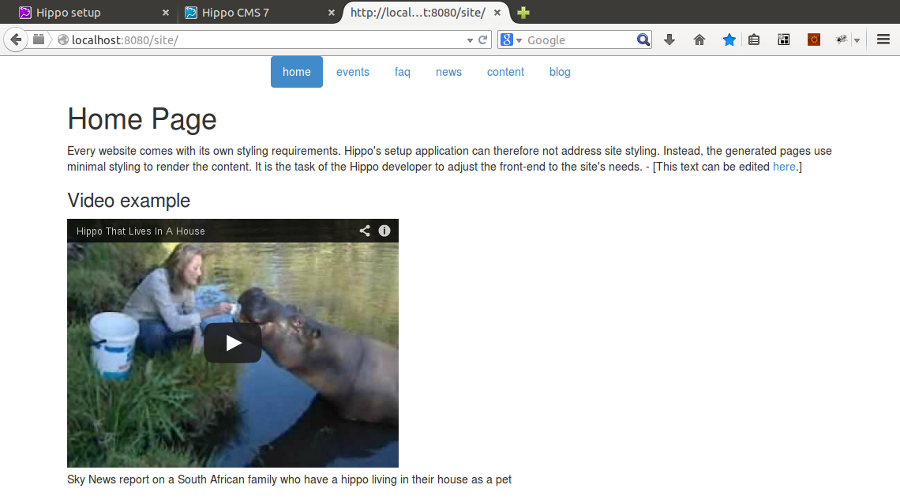 Hippo setup
Hippo CMS 7
http://local...t:8080/site/
localhost:8080/site/
Google
home
events
faq
news
content
blog
Home Page
Every website comes with its own styling requirements. Hippo's setup application can therefore not address site styling. Instead, the generated pages use
minimal styling to render the content. It is the task of the Hippo developer to adjust the front-end to the site's needs. - [This text can be edited here.]
Video example
Hippo That Lives In A House
Sky News report on a South African family who have a hippo living in their house as a pet